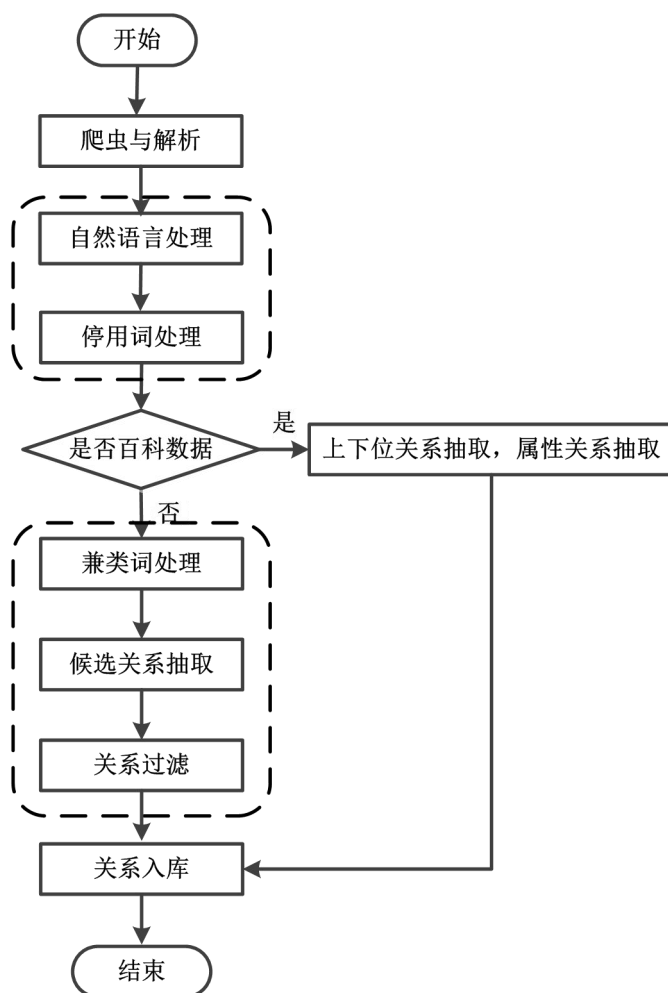 开始
爬虫与解析
自然语言处理
停用词处理
是否百科数据
是
上下位关系抽取，属性关系抽取
否
兼类词处理
候选关系抽取
关系过滤
关系入库
结束